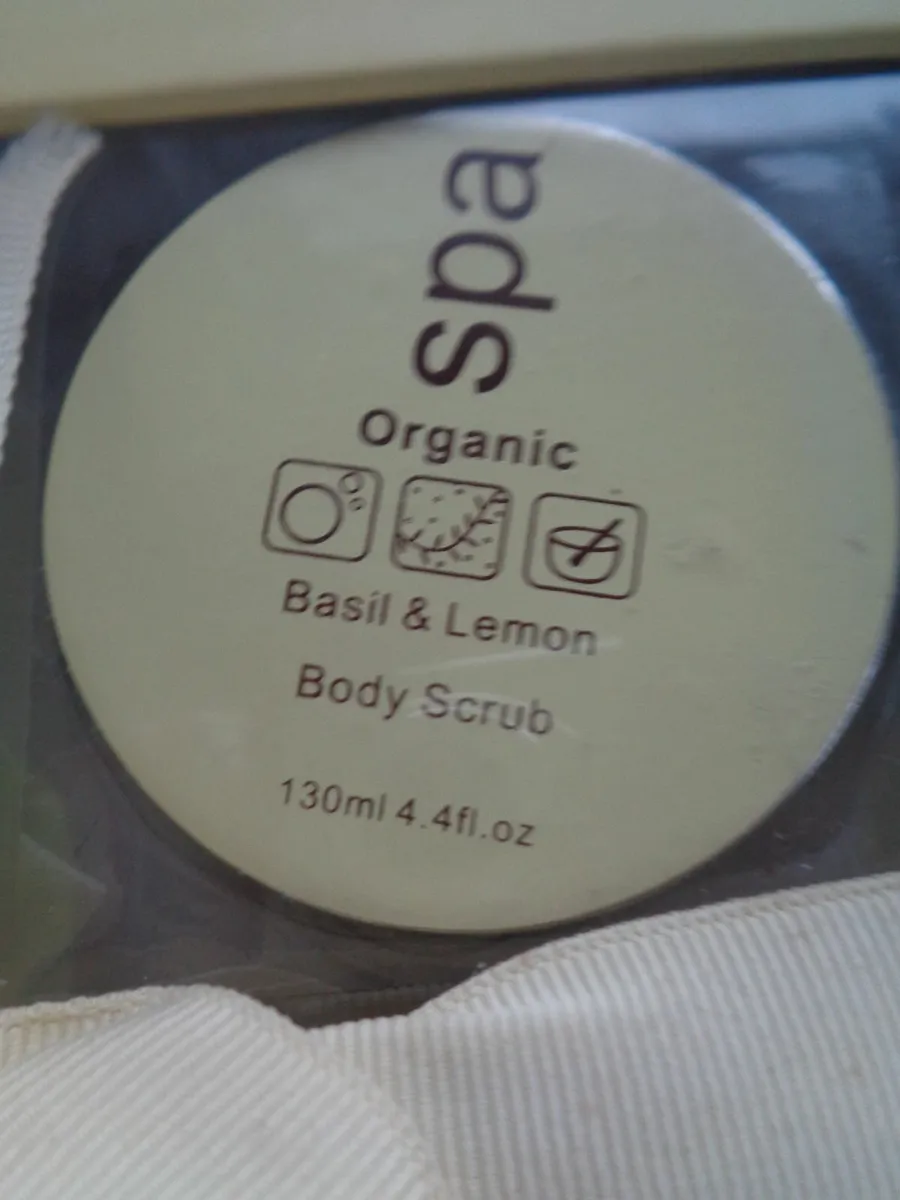 spa
Organic
Basil & Lemon
Body Scrub
130ml 4.4fl.oz